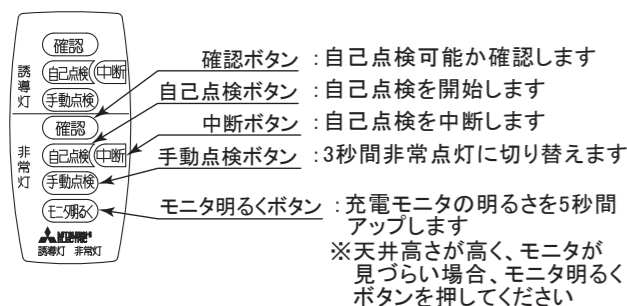 確認
誘導灯
自己点検
中断
手動点検
確認
非常灯
自己点検
中断
手動点検
モニタ明るく
誘導灯 非常灯
確認ボタン：自己点検可能か確認します
自己点検ボタン：自己点検を開始します
中断ボタン：自己点検を中断します
手動点検ボタン：3秒間非常点灯に切り替えます
モニタ明るくボタン：充電モニタの明るさを5秒間
アップします
※天井高さが高く、モニタが
見づらい場合、モニタ明るく
ボタンを押してください